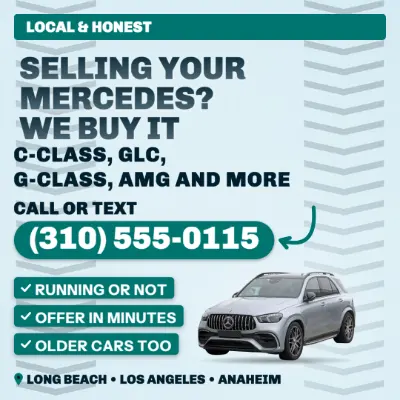 LOCAL & HONEST
SELLING YOUR
MERCEDES?
WE BUY IT
C-CLASS, GLC,
G-CLASS, AMG AND MORE
CALL OR TEXT
(310) 555-0115
✓ RUNNING OR NOT
✓ OFFER IN MINUTES
✓ OLDER CARS TOO
LONG BEACH • LOS ANGELES • ANAHEIM